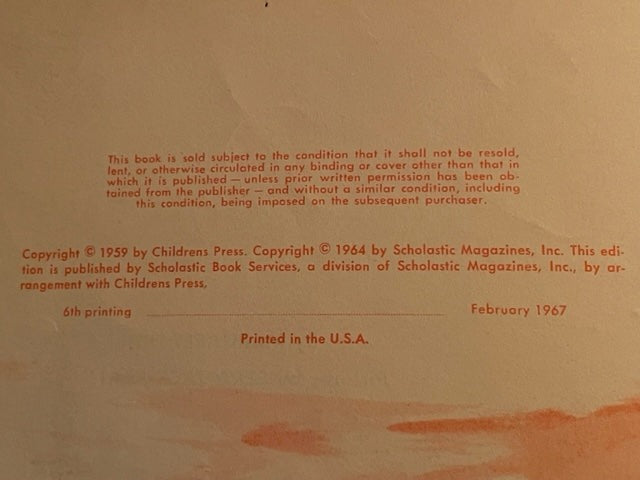 This book is sold subject to the condition that it shall not be resold,
lent, or otherwise circulated in any binding or cover other than that in
which it is published — unless prior written permission has been ob-
tained from the publisher — and without a similar condition, including
this condition, being imposed on the subsequent purchaser.
Copyright © 1959 by Childrens Press. Copyright © 1964 by Scholastic Magazines, Inc. This edi-
tion is published by Scholastic Book Services, a division of Scholastic Magazines, Inc., by ar-
rangement with Childrens Press,
6th printing ........ February 1967
Printed in the U.S.A.